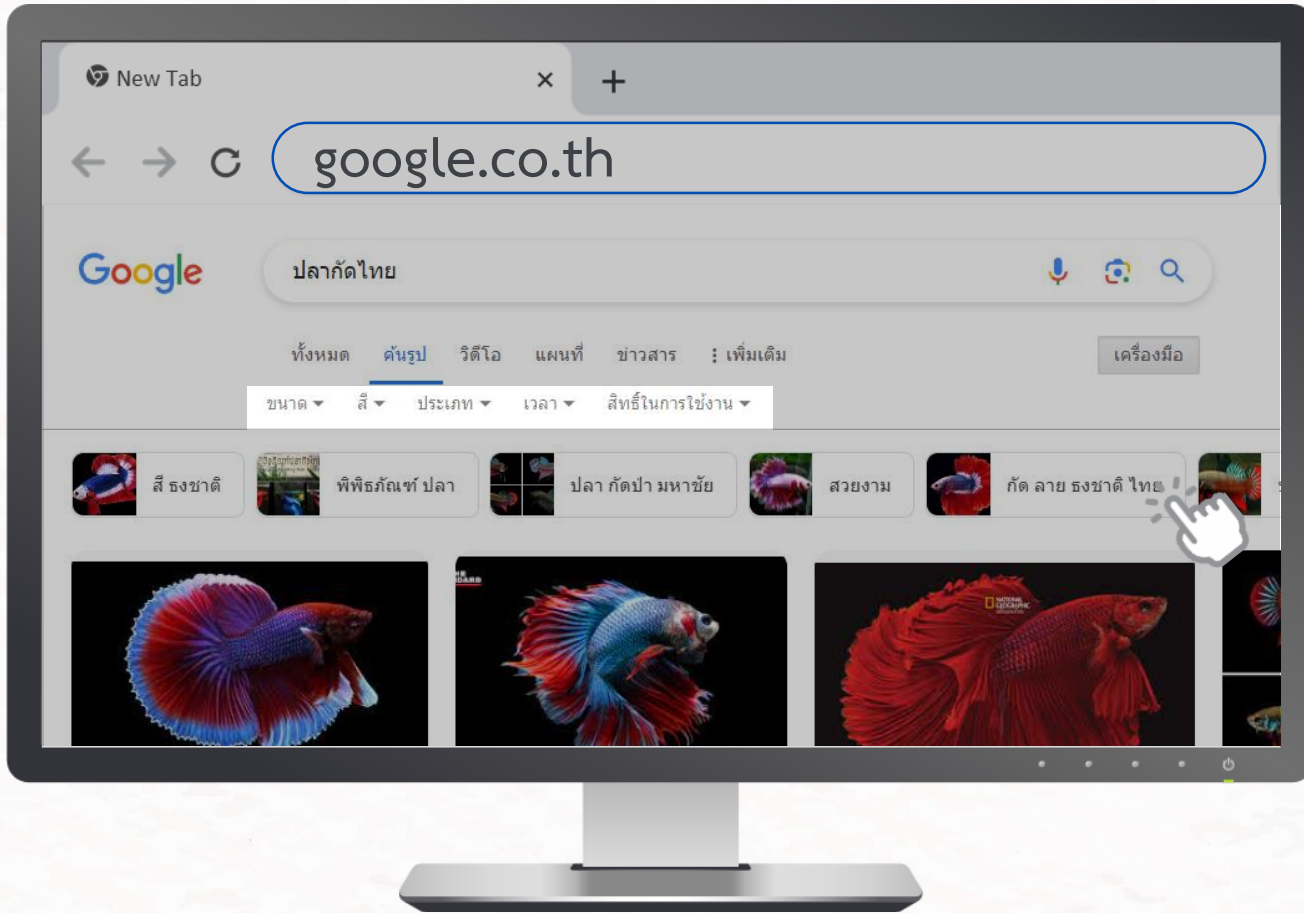 New Tab
google.co.th
Google
ปลากัดไทย
ทั้งหมด ค้นรูป วิดีโอ แผนที่ ข่าวสาร : เพิ่มเติม เครื่องมือ
ขนาด สี ประเภท เวลา สิทธิ์ในการใช้งาน
สี ธงชาติ พิพิธภัณฑ์ ปลา ปลา กัดป่า มหาชัย สวยงาม กัด ลาย ธงชาติ ไทย
NATIONAL
GEOGRAPHIC